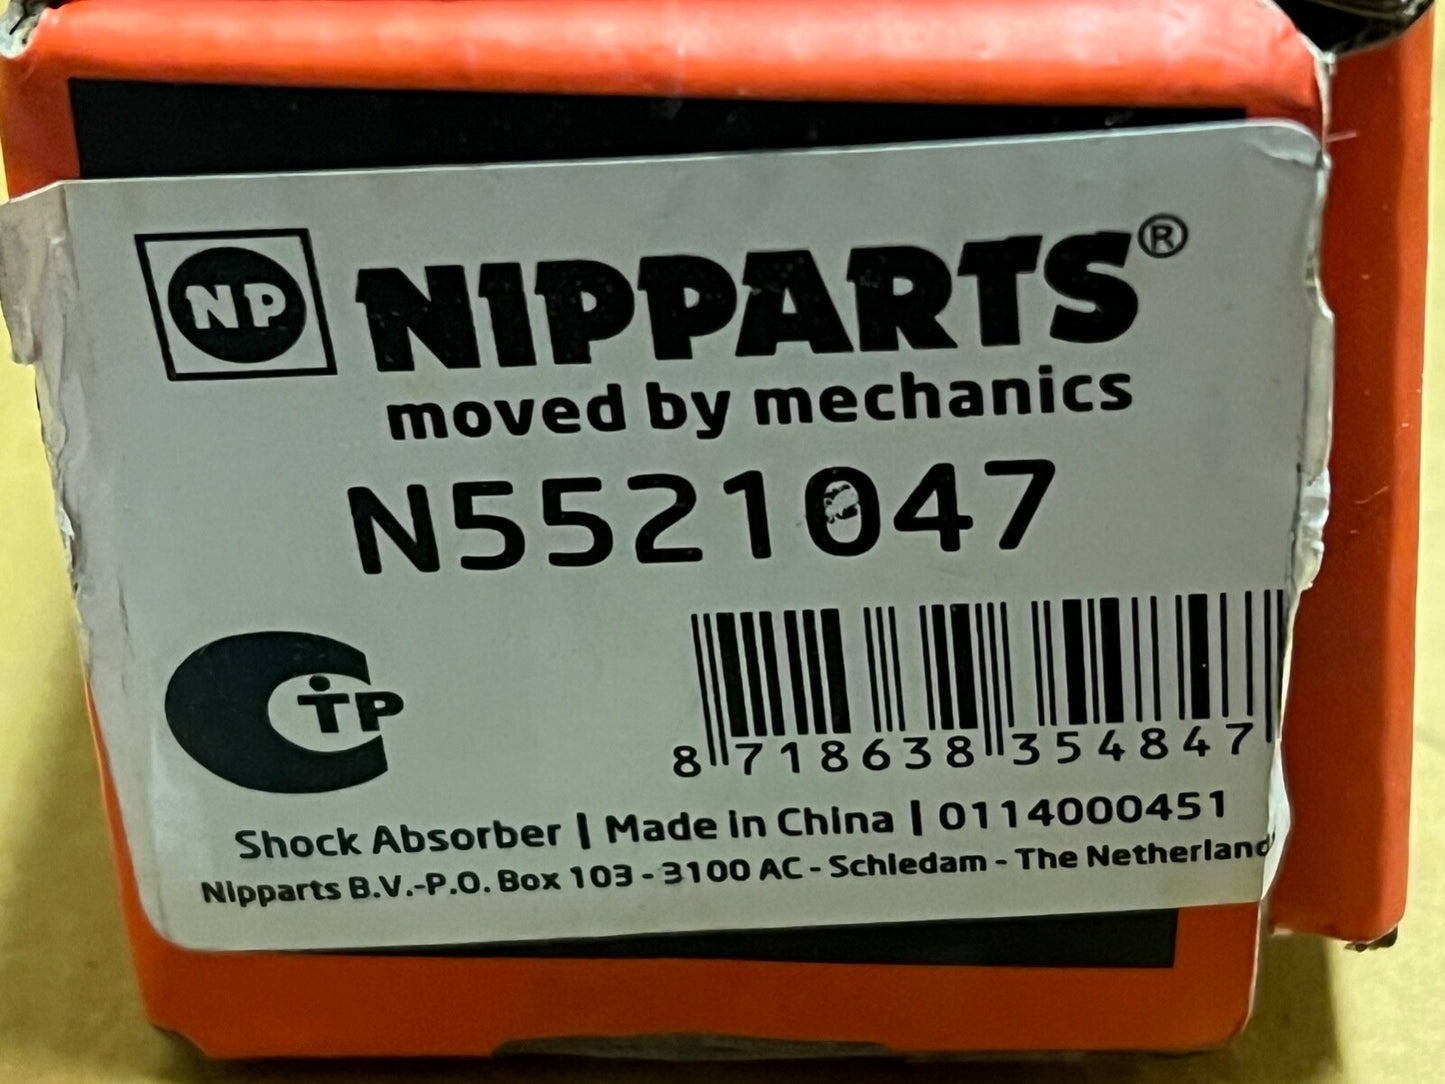 NP NIPPARTS®
moved by mechanics
N5521047
CTP
8 718638 354847
Shock Absorber | Made in China | 0114000451
Nipparts B.V.-P.O. Box 103 - 3100 AC - Schiedam - The Netherland